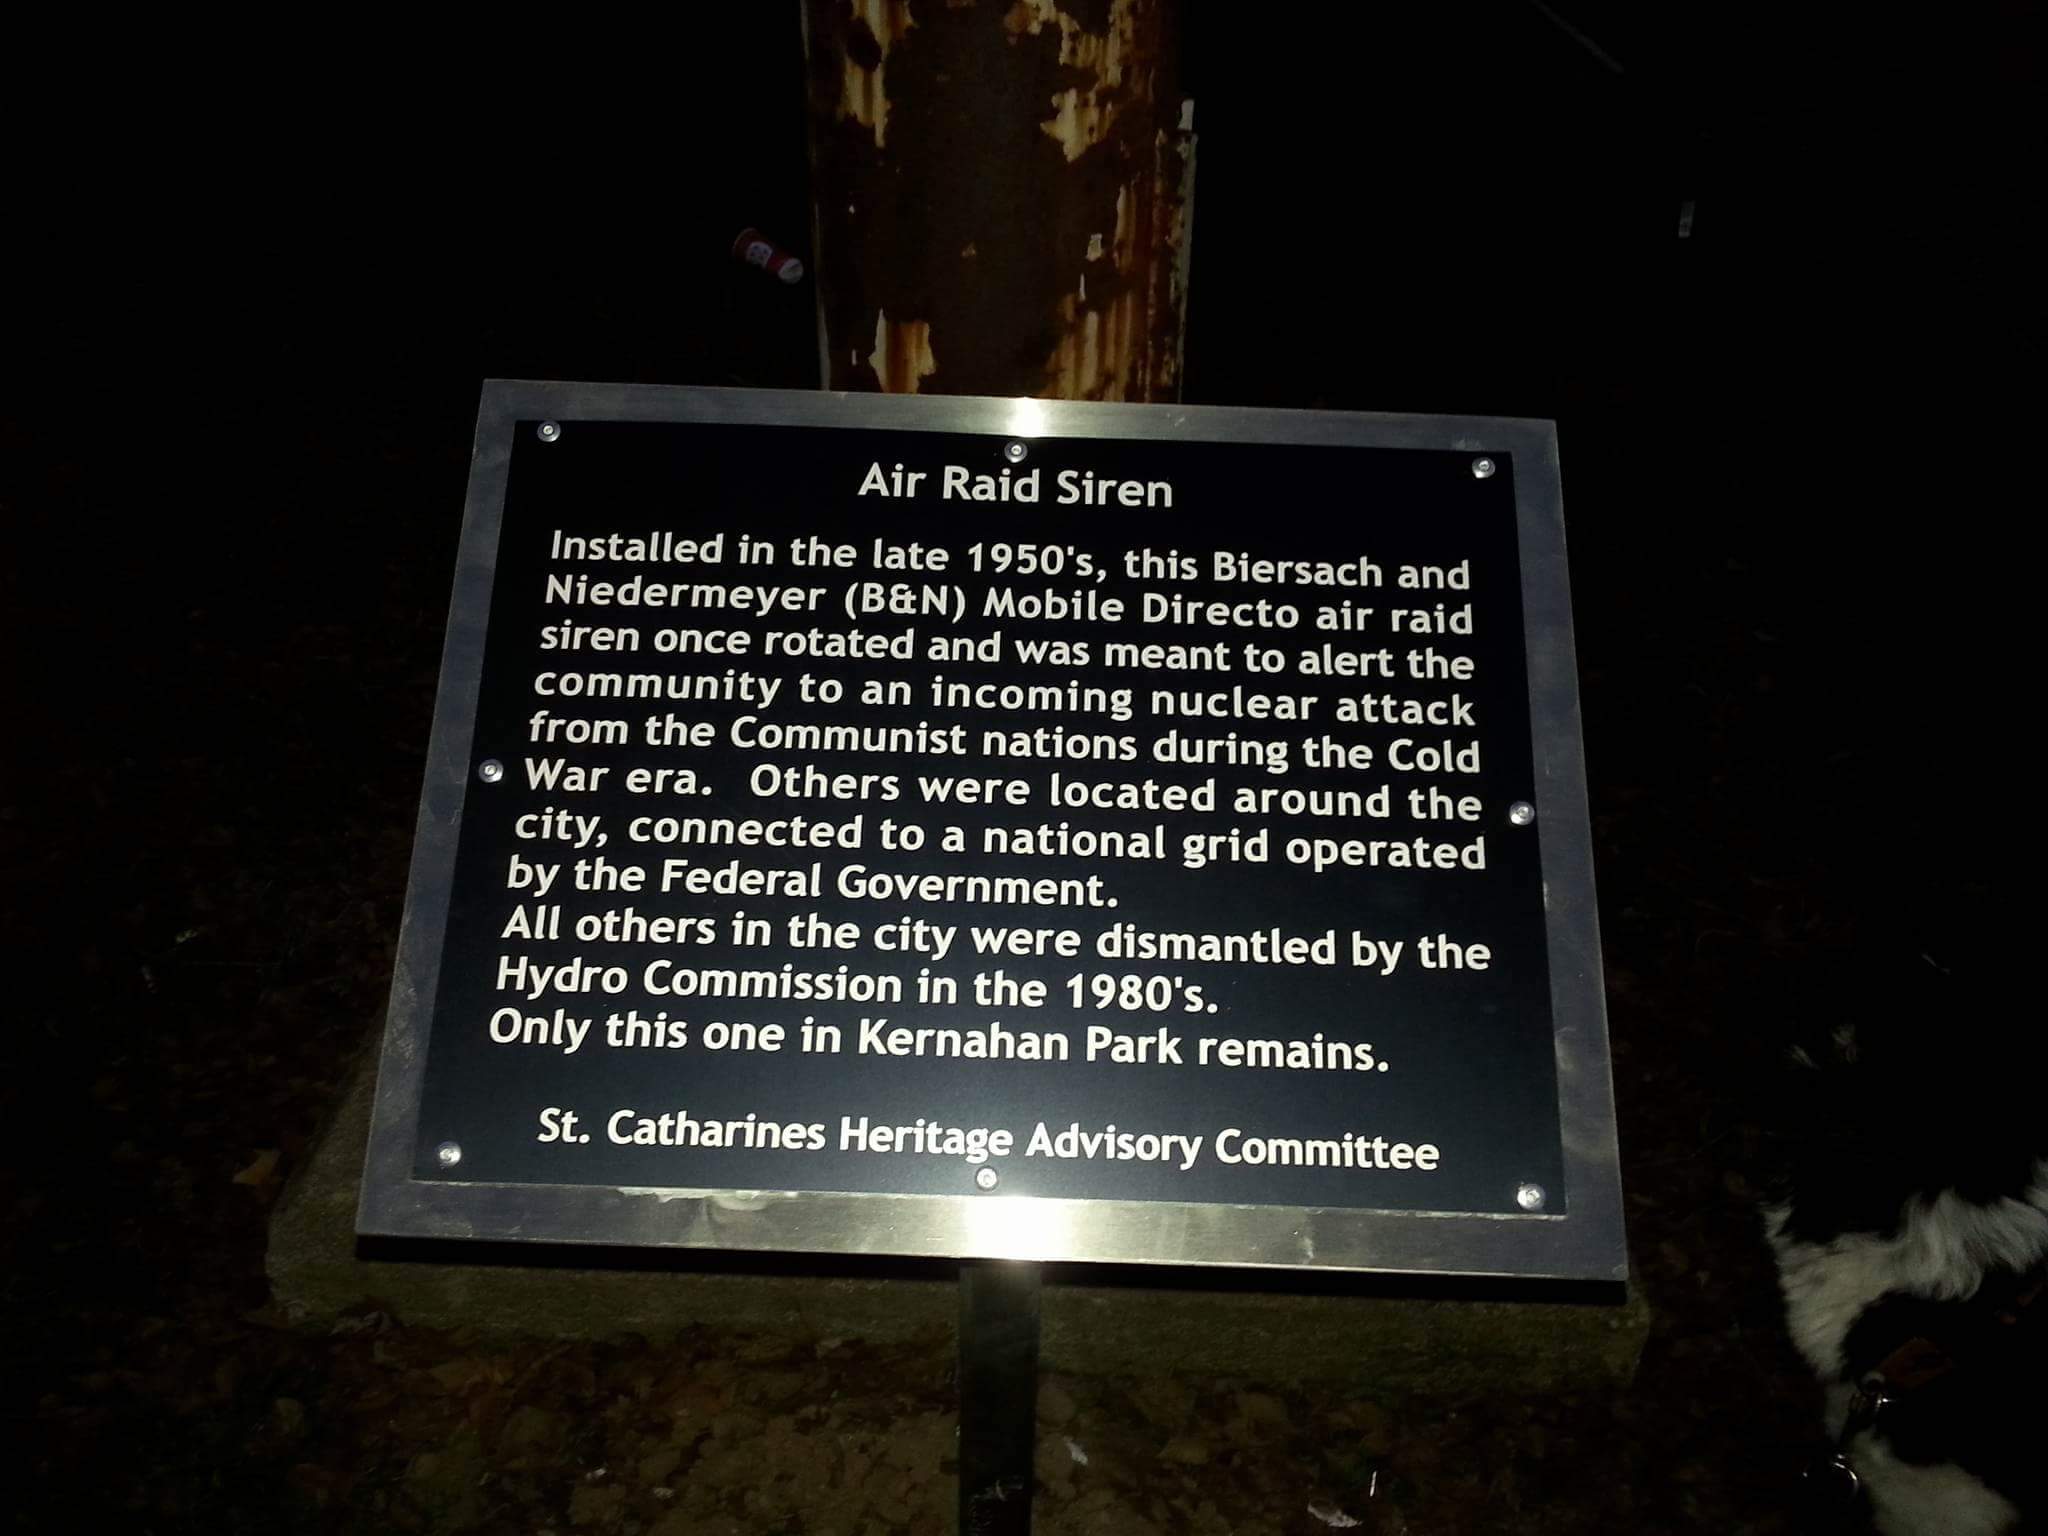 Air Raid Siren
Installed in the late 1950's, this Biersach and
Niedermeyer (B&N) Mobile Directo air raid
siren once rotated and was meant to alert the
community to an incoming nuclear attack
from the Communist nations during the Cold
War era. Others were located around the
city, connected to a national grid operated
by the Federal Government.
All others in the city were dismantled by the
Hydro Commission in the 1980's.
Only this one in Kernahan Park remains.
St. Catharines Heritage Advisory Committee